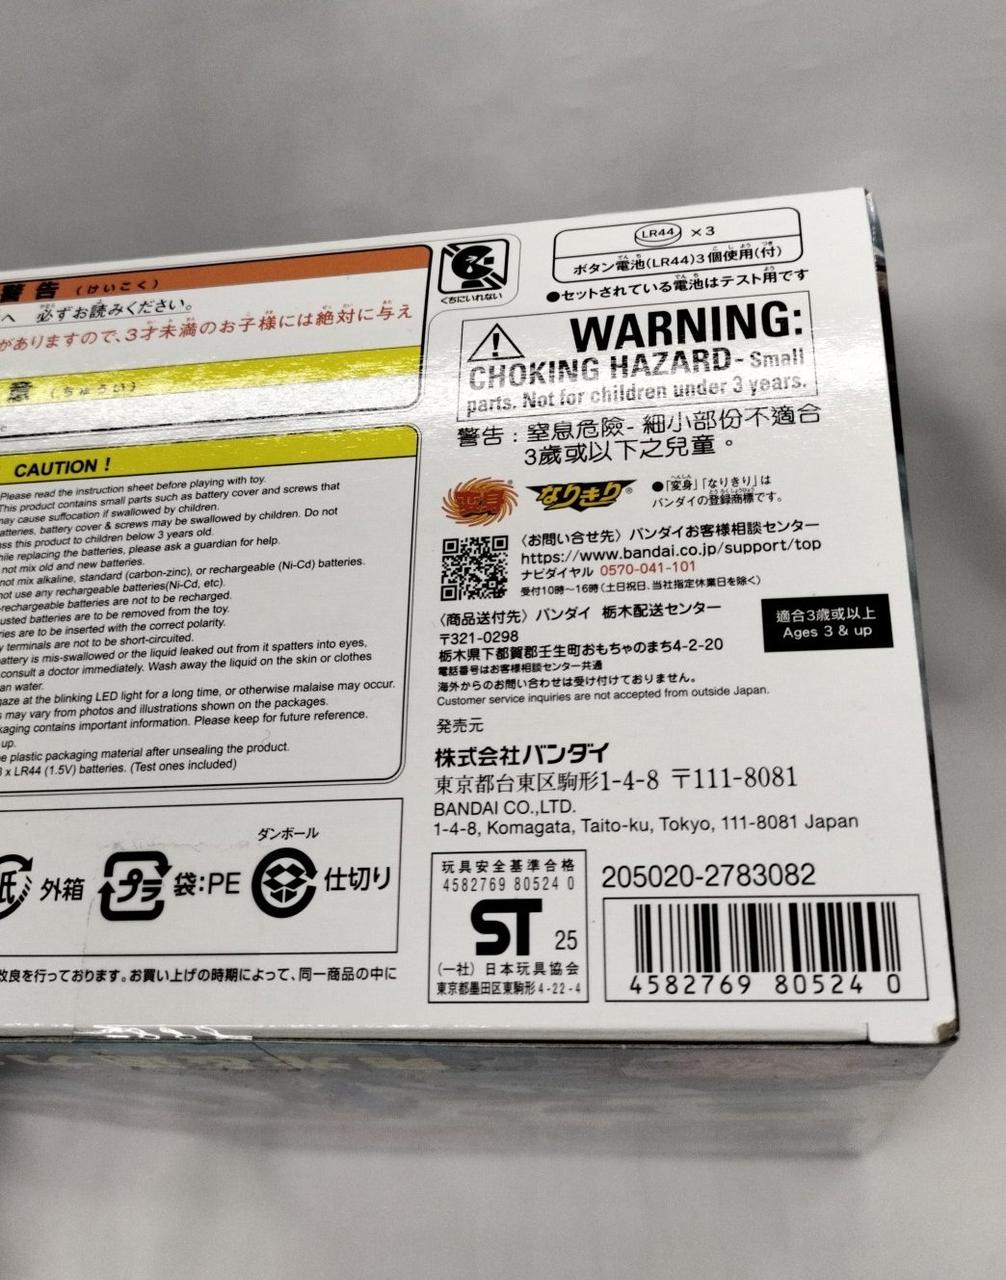 警告 (けいこく)
へ 必ずお読みください。
がありますので、3才未満のお子様には絶対に与え
意 (ちゅうい)
CAUTION !
Please read the instruction sheet before playing with toy.
This product contains small parts such as battery cover and screws that
may cause suffocation if swallowed by children.
atteries, battery cover & screws may be swallowed by children. Do not
ss this product to children below 3 years old.
hile replacing the batteries, please ask a guardian for help.
not mix old and new batteries.
not mix alkaline, standard (carbon-zinc), or rechargeable (Ni-Cd) batteries.
not use any rechargeable batteries(Ni-Cd, etc).
-rechargeable batteries are not to be recharged.
usted batteries are to be removed from the toy.
ries are to be inserted with the correct polarity.
y terminals are not to be short-circuited.
attery is mis-swallowed or the liquid leaked out from it spatters into eyes,
consult a doctor immediately. Wash away the liquid on the skin or clothes
an water.
gaze at the blinking LED light for a long time, or otherwise malaise may occur.
s may vary from photos and illustrations shown on the packages.
kaging contains important information. Please keep for future reference.
up.
e plastic packaging material after unsealing the product.
3 x LR44 (1.5V) batteries. (Test ones included)
紙 外箱
プラ 袋:PE
ダンボール
仕切り
改良を行っております。お買い上げの時期によって、同一商品の中に
くちにいれない
LR44 ×3
ボタン電池(LR44)3個使用(付)
●セットされている電池はテスト用です
WARNING:
CHOKING HAZARD - Small
parts. Not for children under 3 years.
警告:窒息危險- 細小部份不適合
3歲或以下之兒童。
変身®
なりきり®
●「変身」「なりきり」は
バンダイの登録商標です。
〈お問い合せ先〉バンダイお客様相談センター
https://www.bandai.co.jp/support/top
ナビダイヤル 0570-041-101
受付10時～16時(土日祝日、当社指定休業日を除く)
〈商品送付先〉バンダイ 栃木配送センター
〒321-0298
栃木県下都賀郡壬生町おもちゃのまち4-2-20
電話番号はお客様相談センター共通
海外からのお問い合わせは受け付けておりません。
Customer service inquiries are not accepted from outside Japan.
適合3歳或以上
Ages 3 & up
発売元
株式会社バンダイ
東京都台東区駒形1-4-8 〒111-8081
BANDAI CO.,LTD.
1-4-8, Komagata, Taito-ku, Tokyo, 111-8081 Japan
玩具安全基準合格
4582769 80524 0
ST 25
(一社) 日本玩具協会
東京都墨田区東駒形4-22-4
205020-2783082
4582769 80524 0